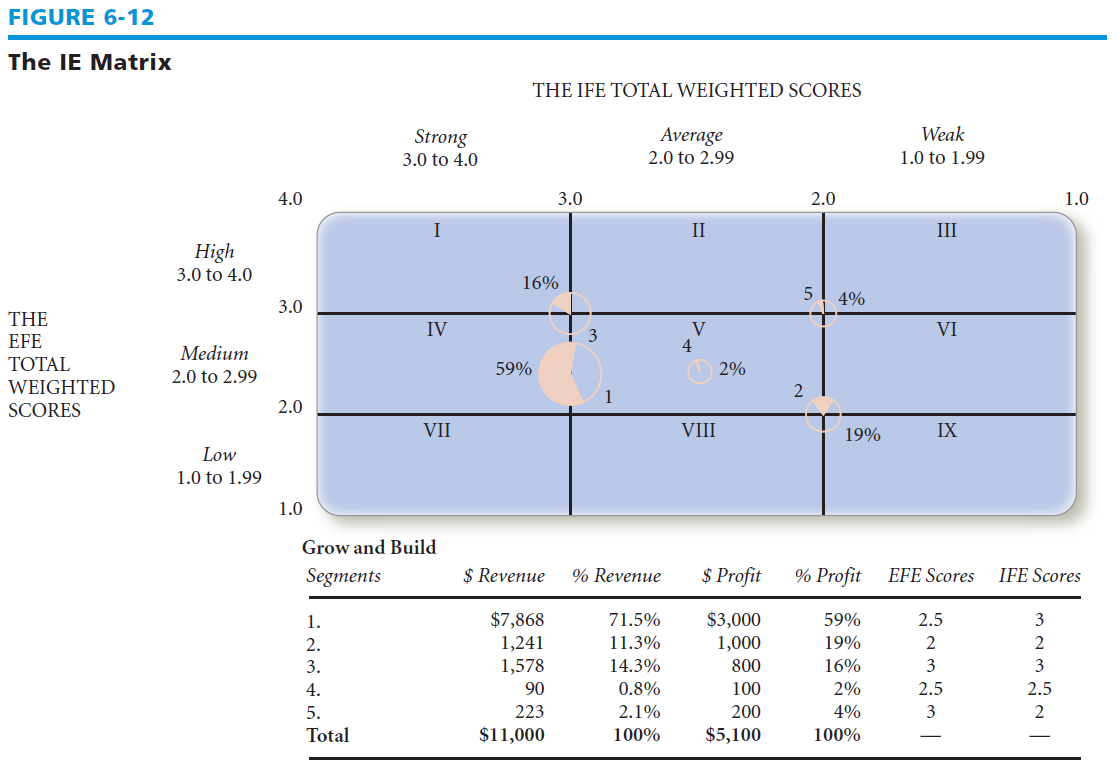 FIGURE 6-12
The IE Matrix
THE IFE TOTAL WEIGHTED SCORES
Strong Average Weak
3.0 to 4.0 2.0 to 2.99 1.0 to 1.99
4.0 3.0 2.0 1.0
I II III
High
3.0 to 4.0
16% 5 4%
3.0
THE
EFE
TOTAL
WEIGHTED
SCORES
IV 3 V VI
Medium
2.0 to 2.99
4
59% 2%
1 2
2.0
VII VIII 19% IX
Low
1.0 to 1.99
1.0
Grow and Build
Segments $ Revenue % Revenue $ Profit % Profit EFE Scores IFE Scores
1. $7,868 71.5% $3,000 59% 2.5 3
2. 1,241 11.3% 1,000 19% 2 2
3. 1,578 14.3% 800 16% 3 3
4. 90 0.8% 100 2% 2.5 2.5
5. 223 2.1% 200 4% 3 2
Total $11,000 100% $5,100 100% — —